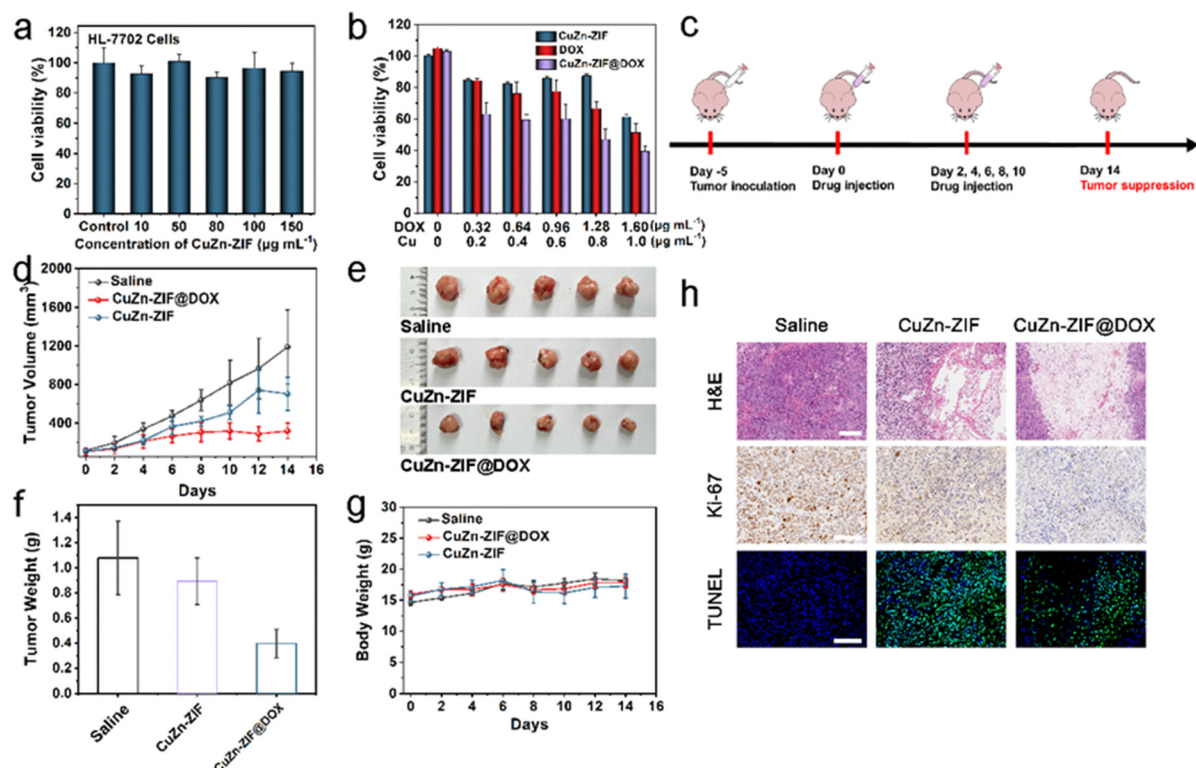 a
HL-7702 Cells
Cell viability (%)
120
100
80
60
40
20
0
Control 10 50 80 100 150
Concentration of CuZn-ZIF (μg mL⁻¹)
b
CuZn-ZIF
DOX
CuZn-ZIF@DOX
Cell viability (%)
120
100
80
60
40
20
0
DOX 0 0.32 0.64 0.96 1.28 1.60 (μg mL⁻¹)
Cu 0 0.2 0.4 0.6 0.8 1.0 (μg mL⁻¹)
c
Day -5
Tumor inoculation
Day 0
Drug injection
Day 2, 4, 6, 8, 10
Drug injection
Day 14
Tumor suppression
d
Saline
CuZn-ZIF@DOX
CuZn-ZIF
Tumor Volume (mm³)
2000
1600
1200
800
400
0 2 4 6 8 10 12 14 16
Days
e
Saline
CuZn-ZIF
CuZn-ZIF@DOX
f
Tumor Weight (g)
1.4
1.2
1.0
0.8
0.6
0.4
0.2
0.0
Saline
CuZn-ZIF
CuZn-ZIF@DOX
g
Saline
CuZn-ZIF@DOX
CuZn-ZIF
Body Weight (g)
30
25
20
15
10
5
0
0 2 4 6 8 10 12 14 16
Days
h
Saline CuZn-ZIF CuZn-ZIF@DOX
H&E
Ki-67
TUNEL